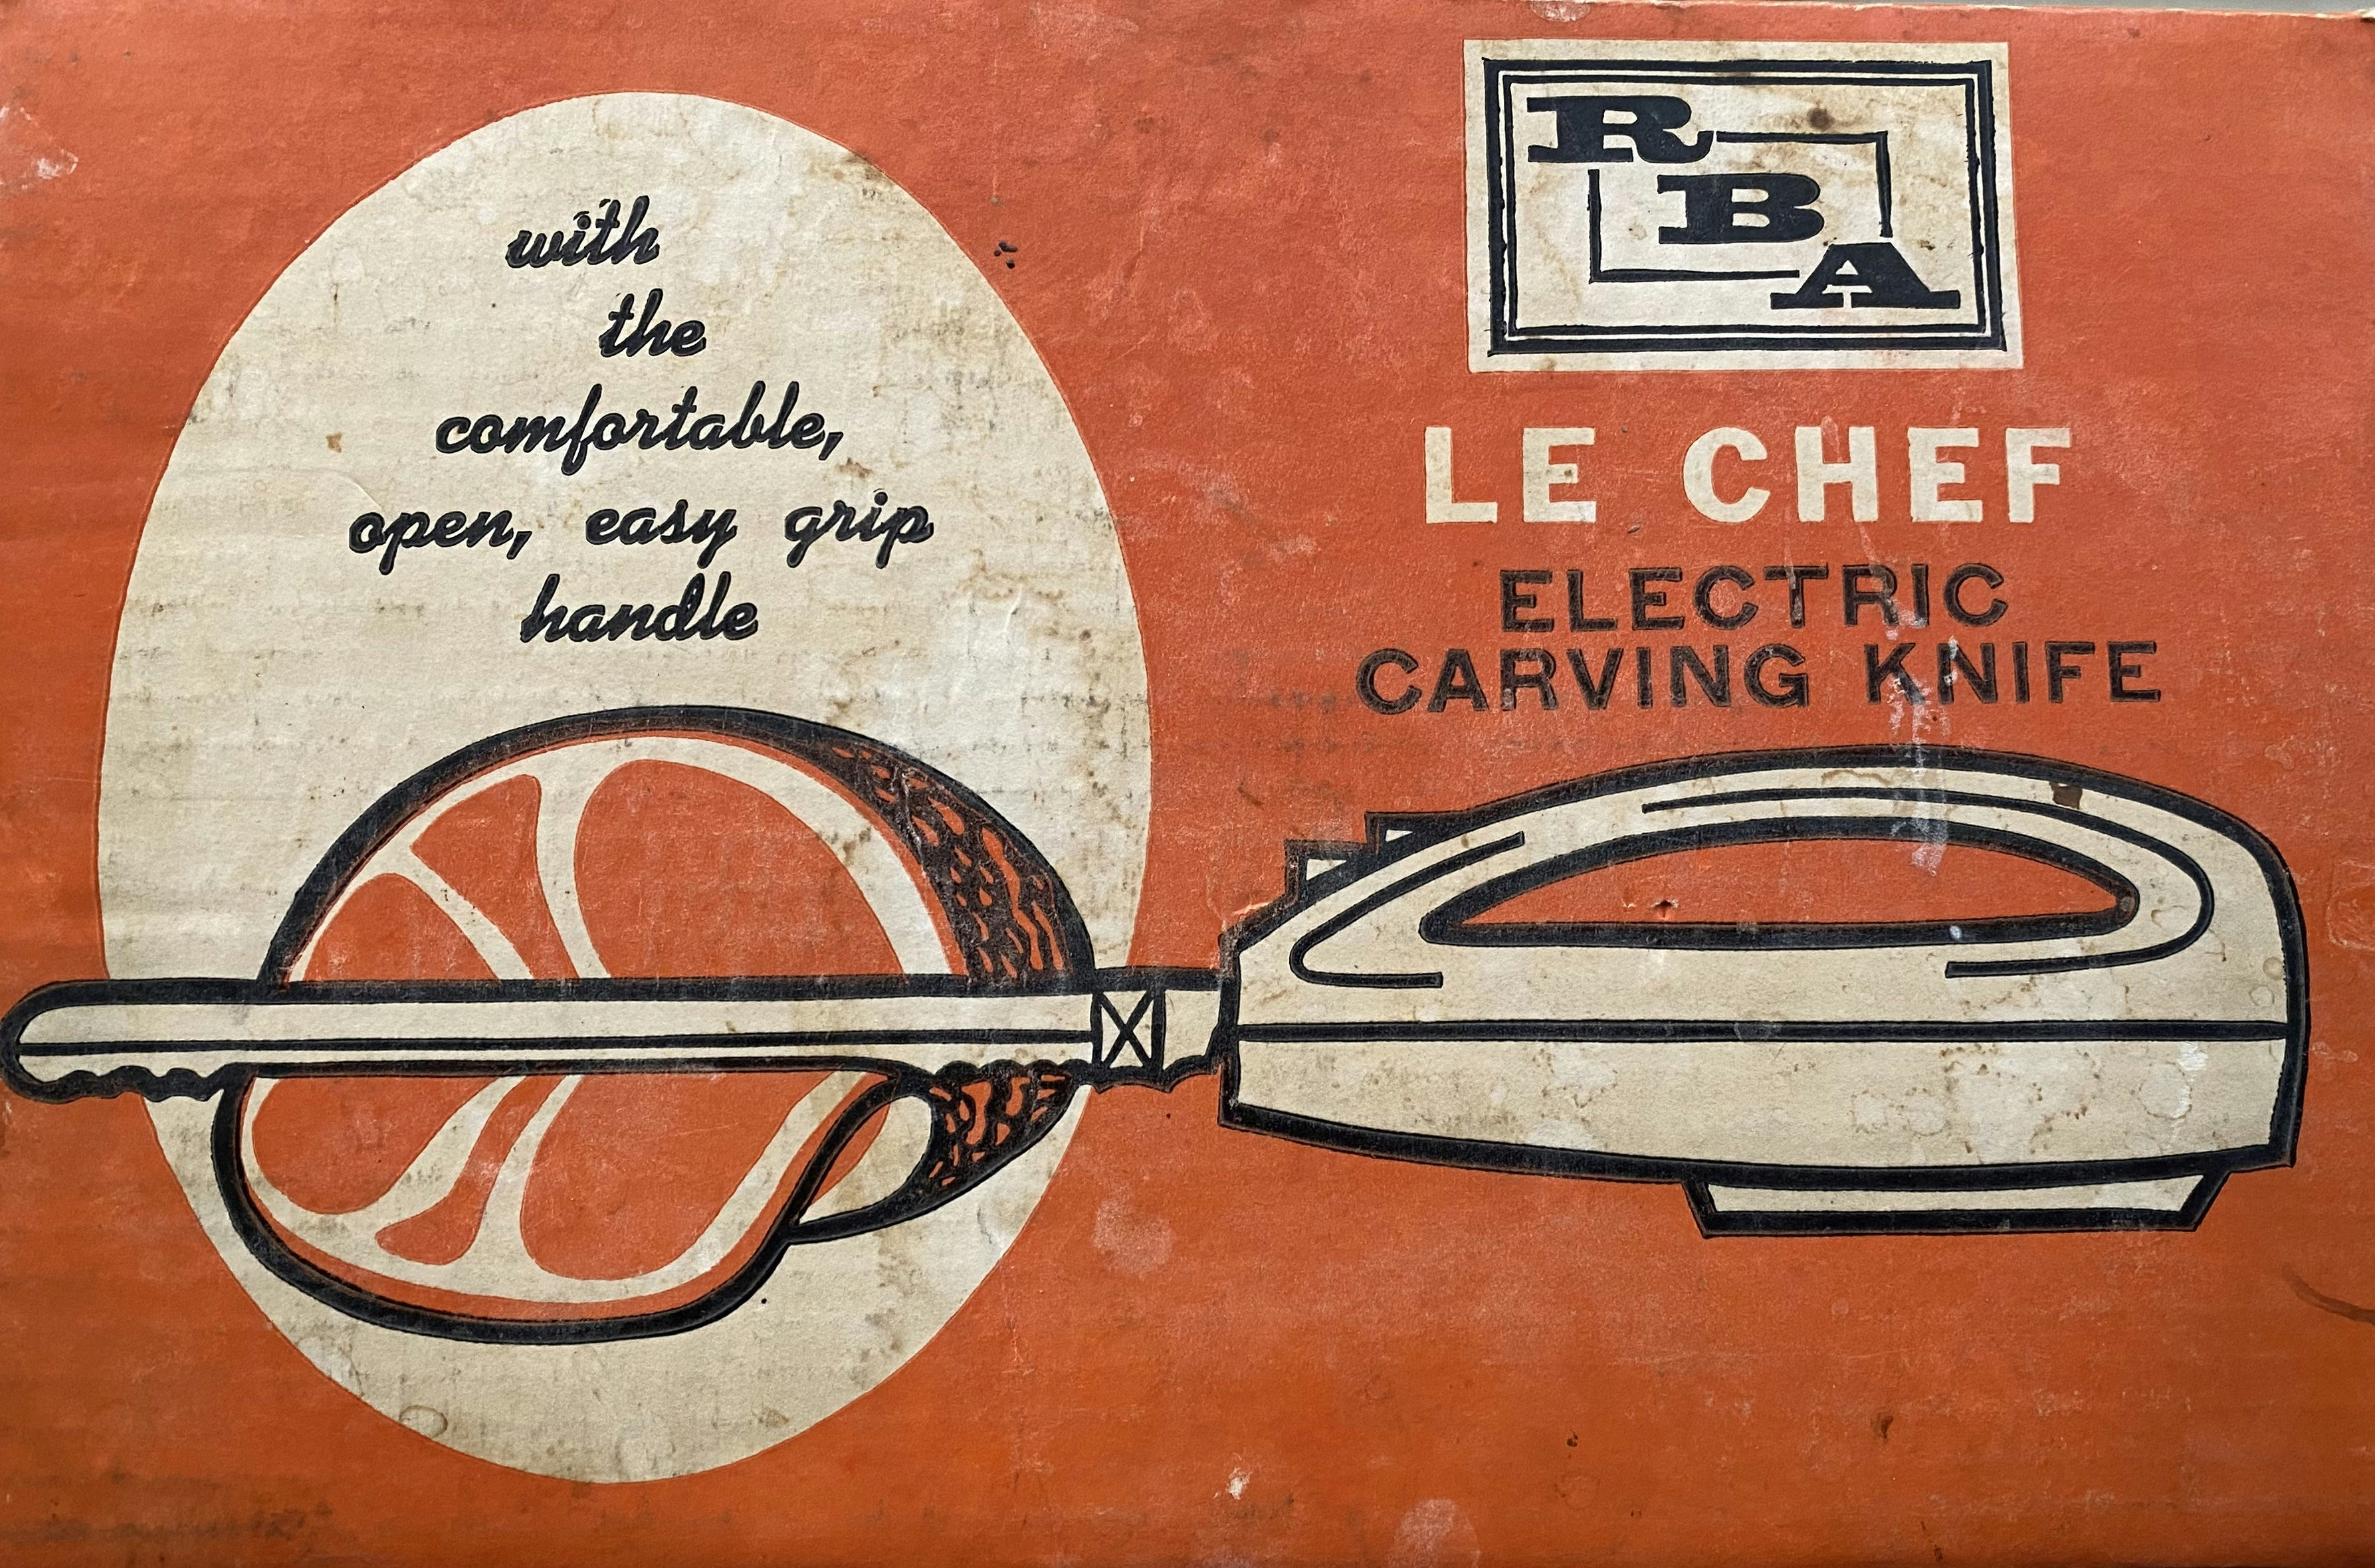 with
the
comfortable,
open, easy grip
handle
R
B
A
LE CHEF
ELECTRIC
CARVING KNIFE